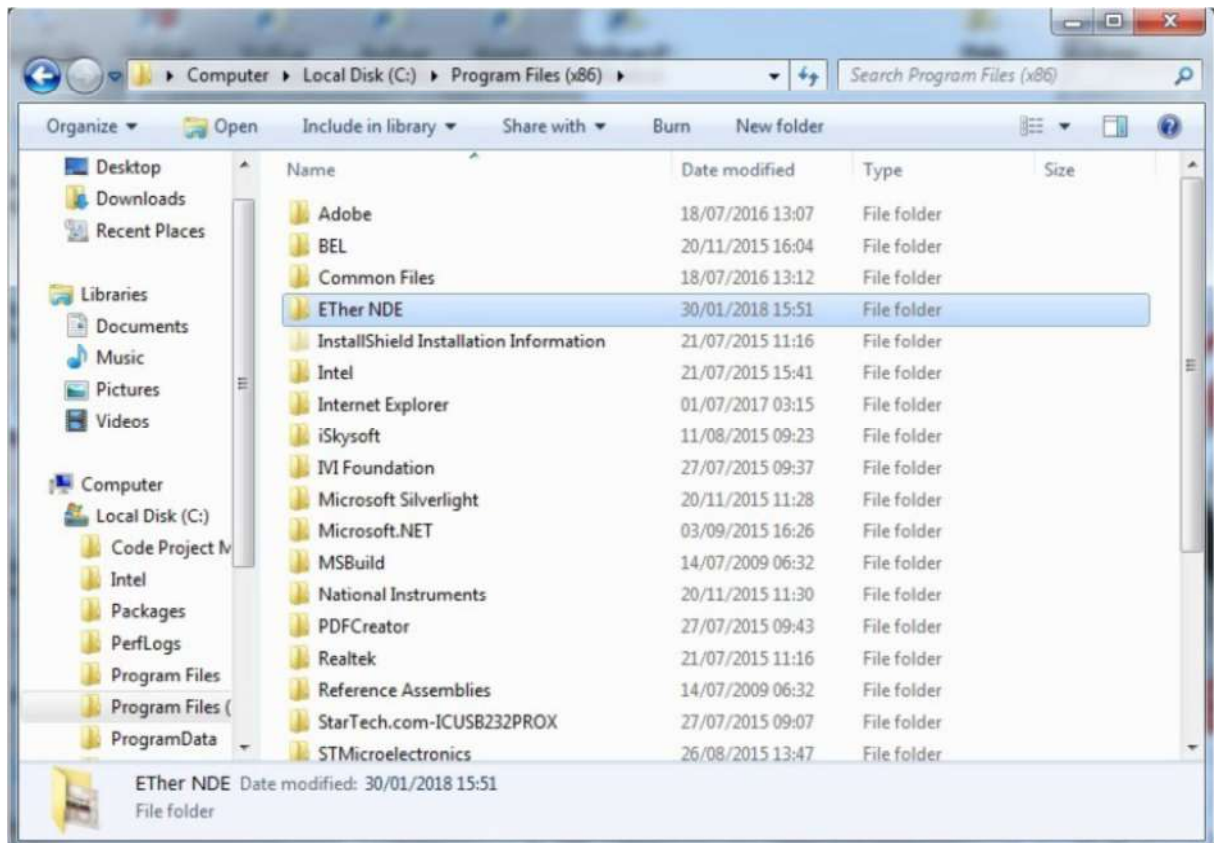 Computer ▸ Local Disk (C:) ▸ Program Files (x86) ▸ Search Program Files (x86)
Organize Open Include in library Share with Burn New folder
Desktop
Downloads
Recent Places
Libraries
Documents
Music
Pictures
Videos
Computer
Local Disk (C:)
Code Project M
Intel
Packages
PerfLogs
Program Files
Program Files (
ProgramData
Name Date modified Type Size
Adobe 18/07/2016 13:07 File folder
BEL 20/11/2015 16:04 File folder
Common Files 18/07/2016 13:12 File folder
ETher NDE 30/01/2018 15:51 File folder
InstallShield Installation Information 21/07/2015 11:16 File folder
Intel 21/07/2015 15:41 File folder
Internet Explorer 01/07/2017 03:15 File folder
iSkysoft 11/08/2015 09:23 File folder
IVI Foundation 27/07/2015 09:37 File folder
Microsoft Silverlight 20/11/2015 11:28 File folder
Microsoft.NET 03/09/2015 16:26 File folder
MSBuild 14/07/2009 06:32 File folder
National Instruments 20/11/2015 11:30 File folder
PDFCreator 27/07/2015 09:43 File folder
Realtek 21/07/2015 11:16 File folder
Reference Assemblies 14/07/2009 06:32 File folder
StarTech.com-ICUSB232PROX 27/07/2015 09:07 File folder
STMicroelectronics 26/08/2015 13:47 File folder
ETher NDE Date modified: 30/01/2018 15:51
File folder